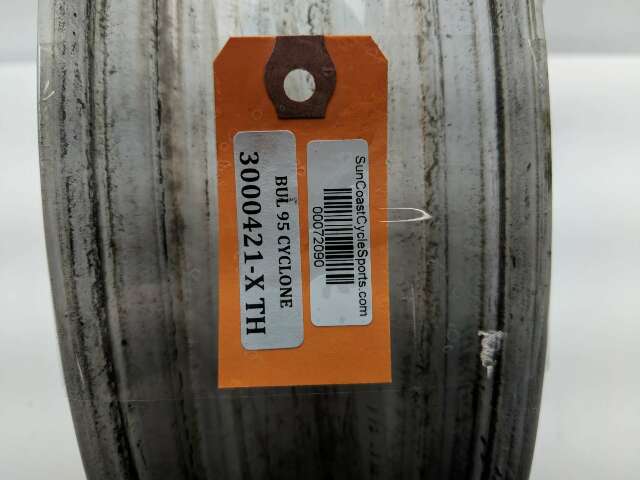 SunCoastCycleSports.com
00072090
BUL 95 CYCLONE
3000421-X TH